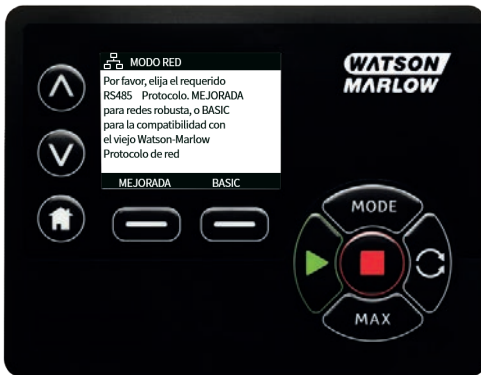 MODO RED
Por favor, elija el requerido
RS485 Protocolo. MEJORADA
para redes robusta, o BASIC
para la compatibilidad con
el viejo Watson-Marlow
Protocolo de red
MEJORADA BASIC
WATSON
MARLOW
MODE
MAX